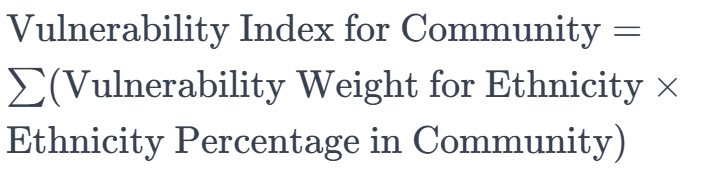 Vulnerability Index for Community =
∑(Vulnerability Weight for Ethnicity ×
Ethnicity Percentage in Community)